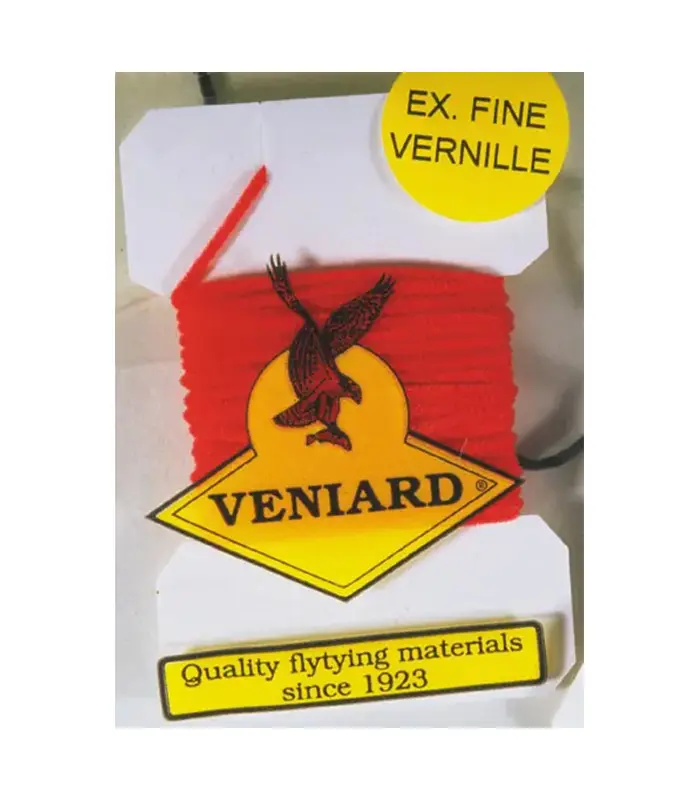 EX. FINE
VERNILLE
VENIARD ®
Quality flytying materials
since 1923